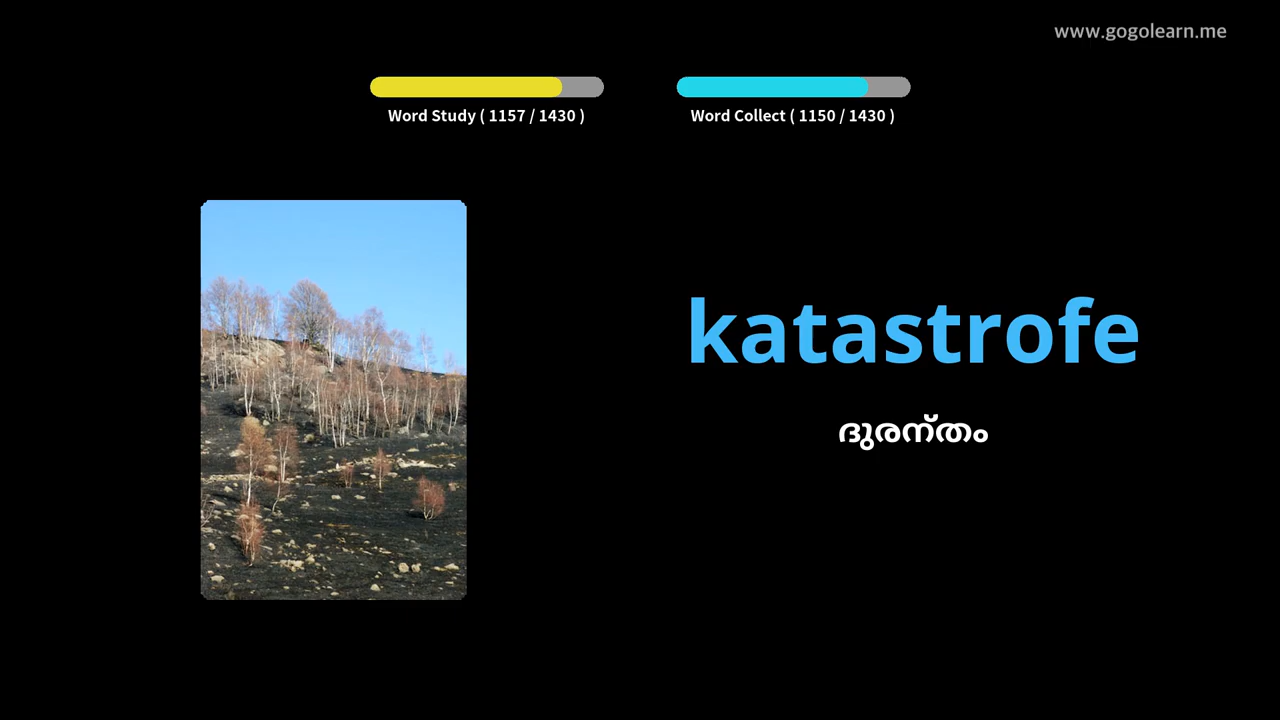 www.gogolearn.me
Word Study ( 1157 / 1430 )
Word Collect ( 1150 / 1430 )
katastrofe
ദുരന്തം